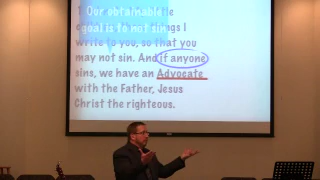 Our obtainable
goal is to not sin
write to you, so that you
may not sin. And if anyone
sins, we have an Advocate
with the Father, Jesus
Christ the righteous.